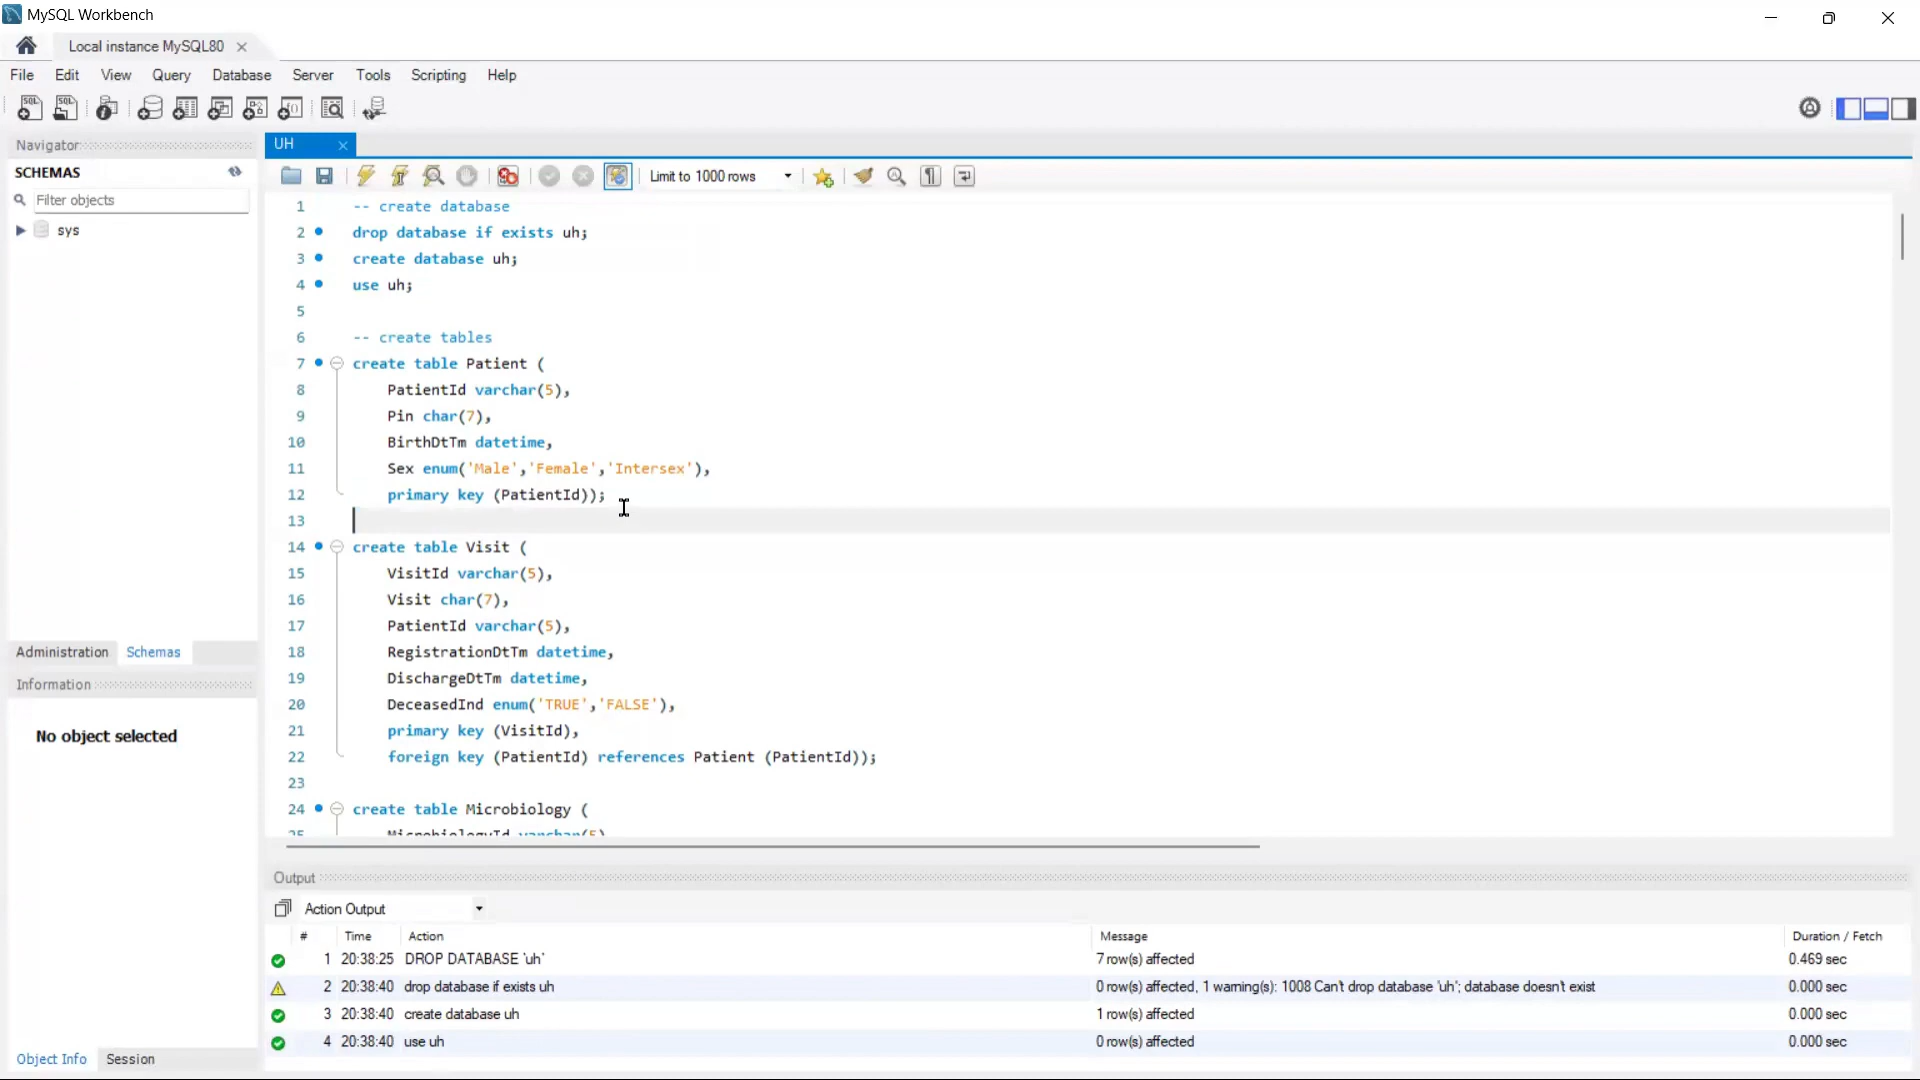 MySQL Workbench
Local instance MySQL80
File Edit View Query Database Server Tools Scripting Help
Navigator
SCHEMAS
Filter objects
sys
Administration Schemas
Information
No object selected
Object Info Session
UH
Limit to 1000 rows
1 -- create database
2 drop database if exists uh;
3 create database uh;
4 use uh;
5
6 -- create tables
7 create table Patient (
8 PatientId varchar(5),
9 Pin char(7),
10 BirthDtTm datetime,
11 Sex enum('Male','Female','Intersex'),
12 primary key (PatientId));
13
14 create table Visit (
15 VisitId varchar(5),
16 Visit char(7),
17 PatientId varchar(5),
18 RegistrationDtTm datetime,
19 DischargeDtTm datetime,
20 DeceasedInd enum('TRUE','FALSE'),
21 primary key (VisitId),
22 foreign key (PatientId) references Patient (PatientId));
23
24 create table Microbiology (
25 MicrobiologyId varchar(5)
Output
Action Output
# Time Action Message Duration / Fetch
1 20:38:25 DROP DATABASE `uh` 7 row(s) affected 0.469 sec
2 20:38:40 drop database if exists uh 0 row(s) affected, 1 warning(s): 1008 Can't drop database 'uh'; database doesn't exist 0.000 sec
3 20:38:40 create database uh 1 row(s) affected 0.000 sec
4 20:38:40 use uh 0 row(s) affected 0.000 sec